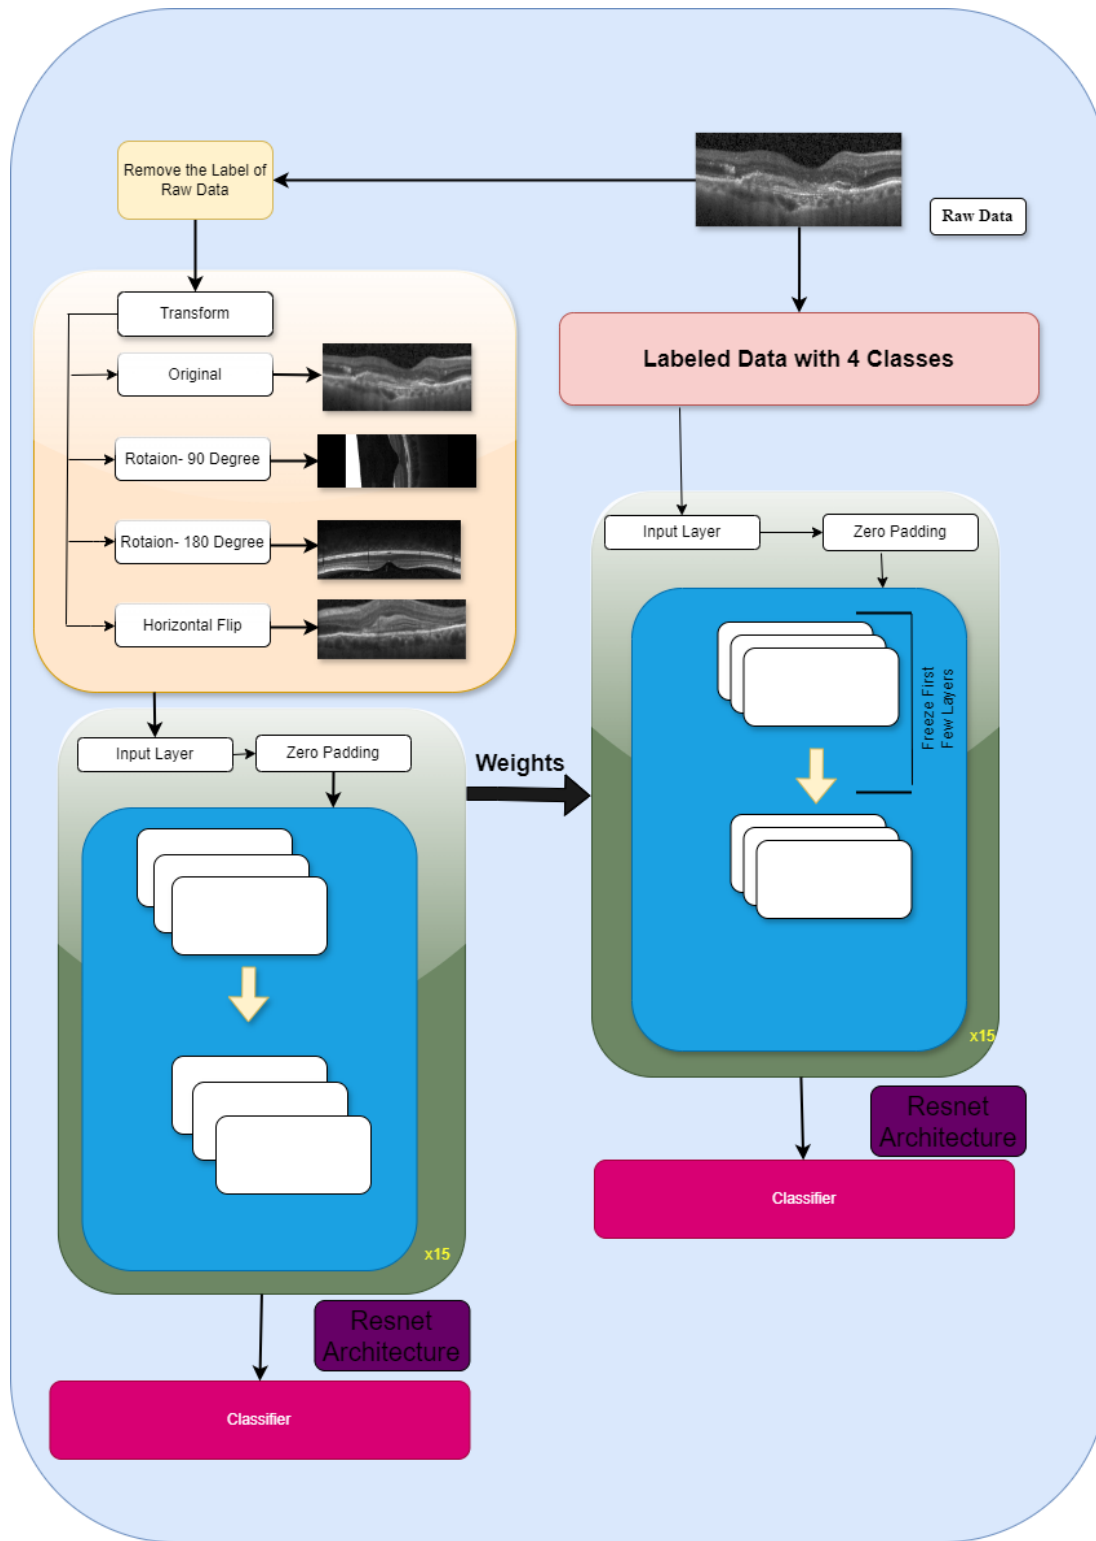 Remove the Label of
Raw Data
Raw Data
Transform
Original
Rotaion- 90 Degree
Rotaion- 180 Degree
Horizontal Flip
Labeled Data with 4 Classes
Input Layer
Zero Padding
Freeze First
Few Layers
x15
Resnet
Architecture
Classifier
Weights
Input Layer
Zero Padding
x15
Resnet
Architecture
Classifier